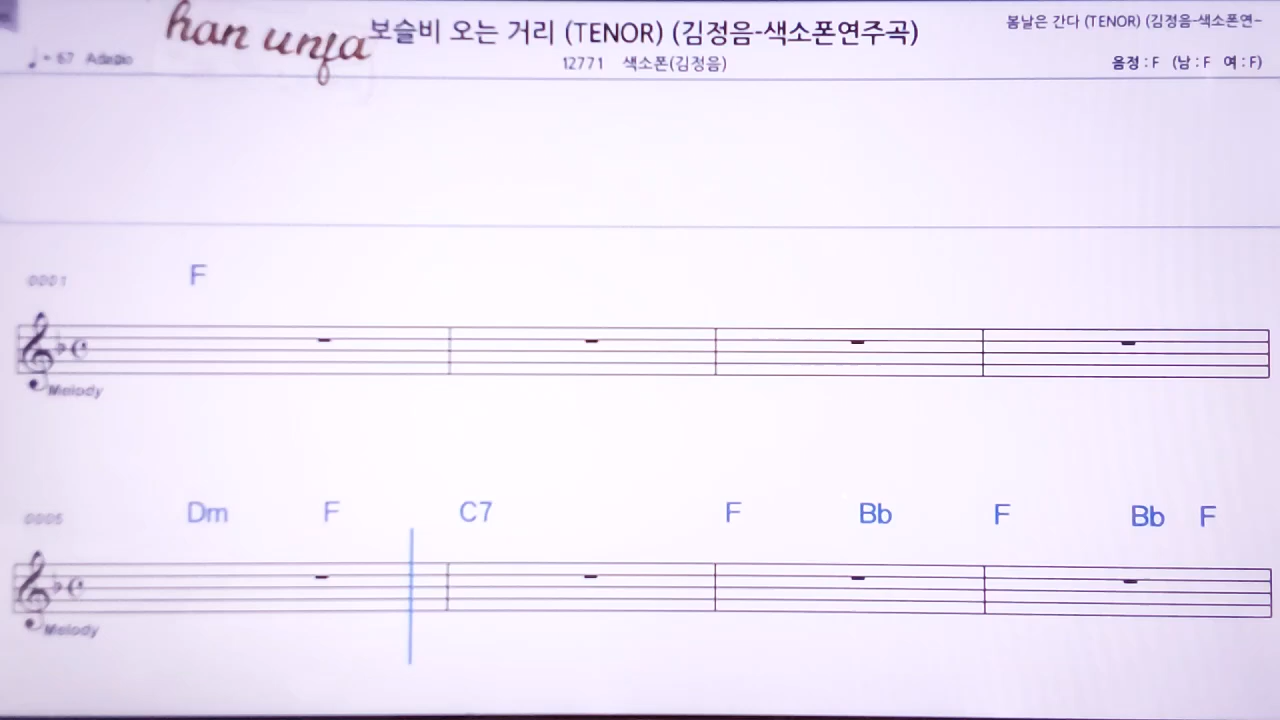 han unfa
보슬비 오는 거리 (TENOR) (김정음-색소폰연주곡)
봄날은 간다 (TENOR) (김정음-색소폰연-
♩ = 67 Adagio
12771 색소폰(김정음)
음정 : F (남 : F 여 : F)
0001 F
Melody
0005 Dm F C7 F Bb F Bb F
Melody